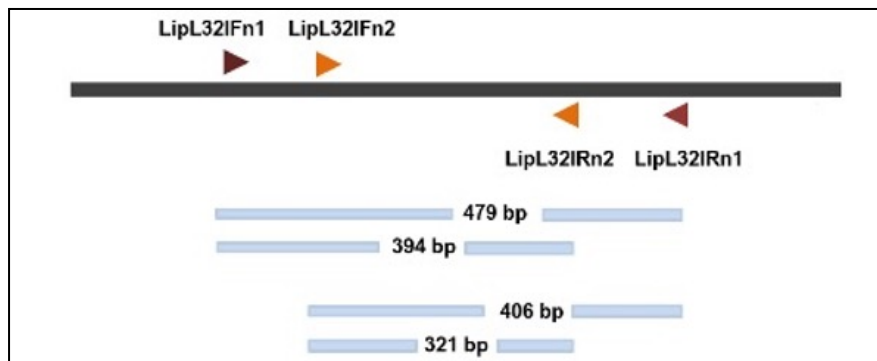 LipL32IFn1 LipL32IFn2
LipL32IRn2 LipL32IRn1
479 bp
394 bp
406 bp
321 bp